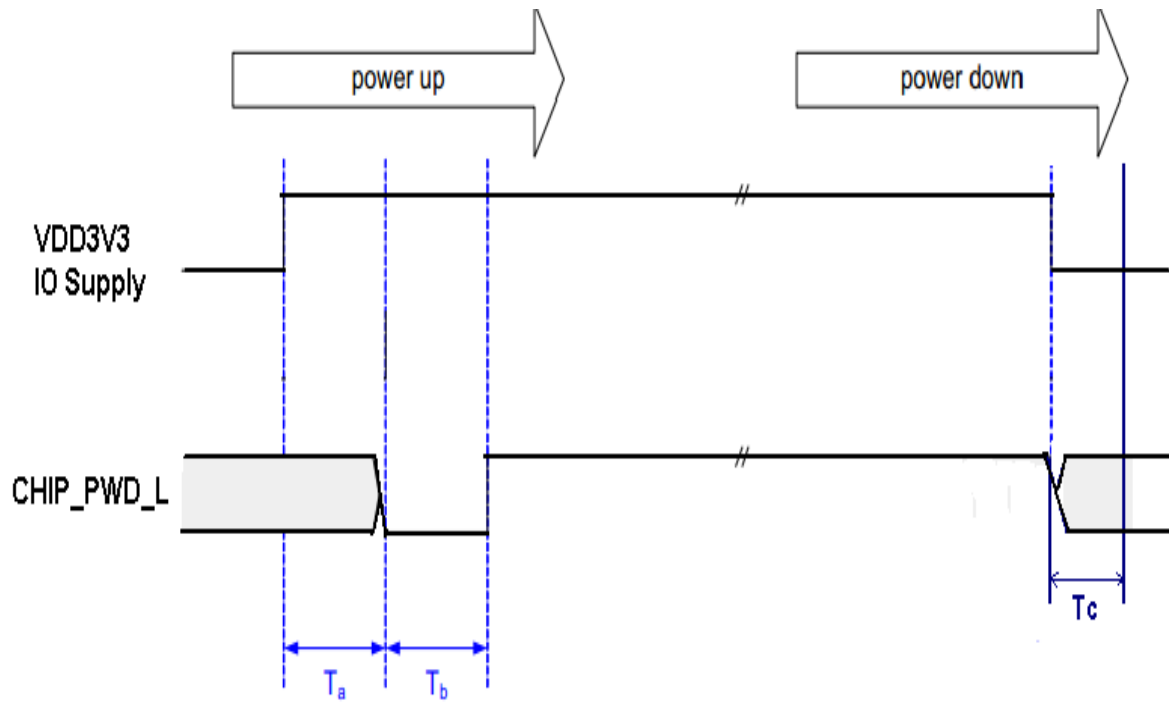 power up
power down
//
VDD3V3
IO Supply
//
CHIP_PWD_L
Tc
Ta
Tb